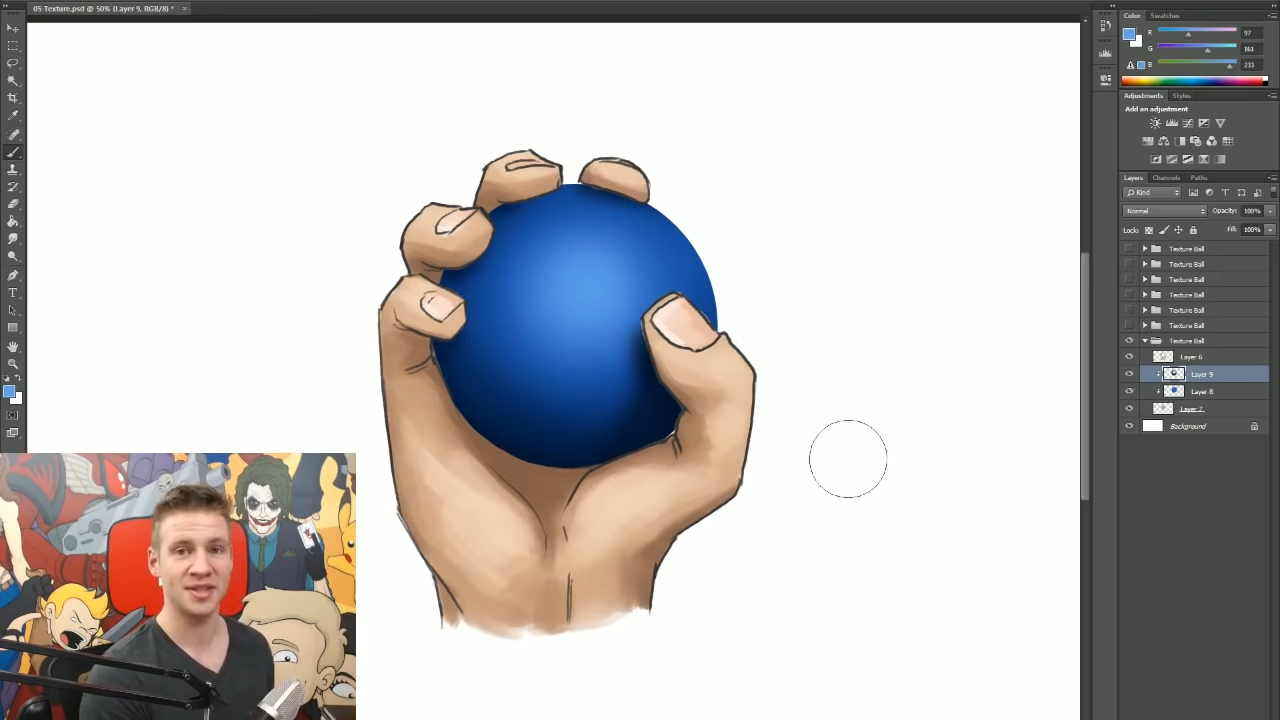 05-Texture.psd @ 50% (Layer 9, RGB/8) * ×
Color Swatches
R 97
G 161
B 233
Adjustments Styles
Add an adjustment
Layers Channels Paths
Kind
Normal Opacity: 100%
Lock: Fill: 100%
Texture Ball
Texture Ball
Texture Ball
Texture Ball
Texture Ball
Texture Ball
Texture Ball
Layer 6
Layer 9
Layer 8
Layer 7
Background